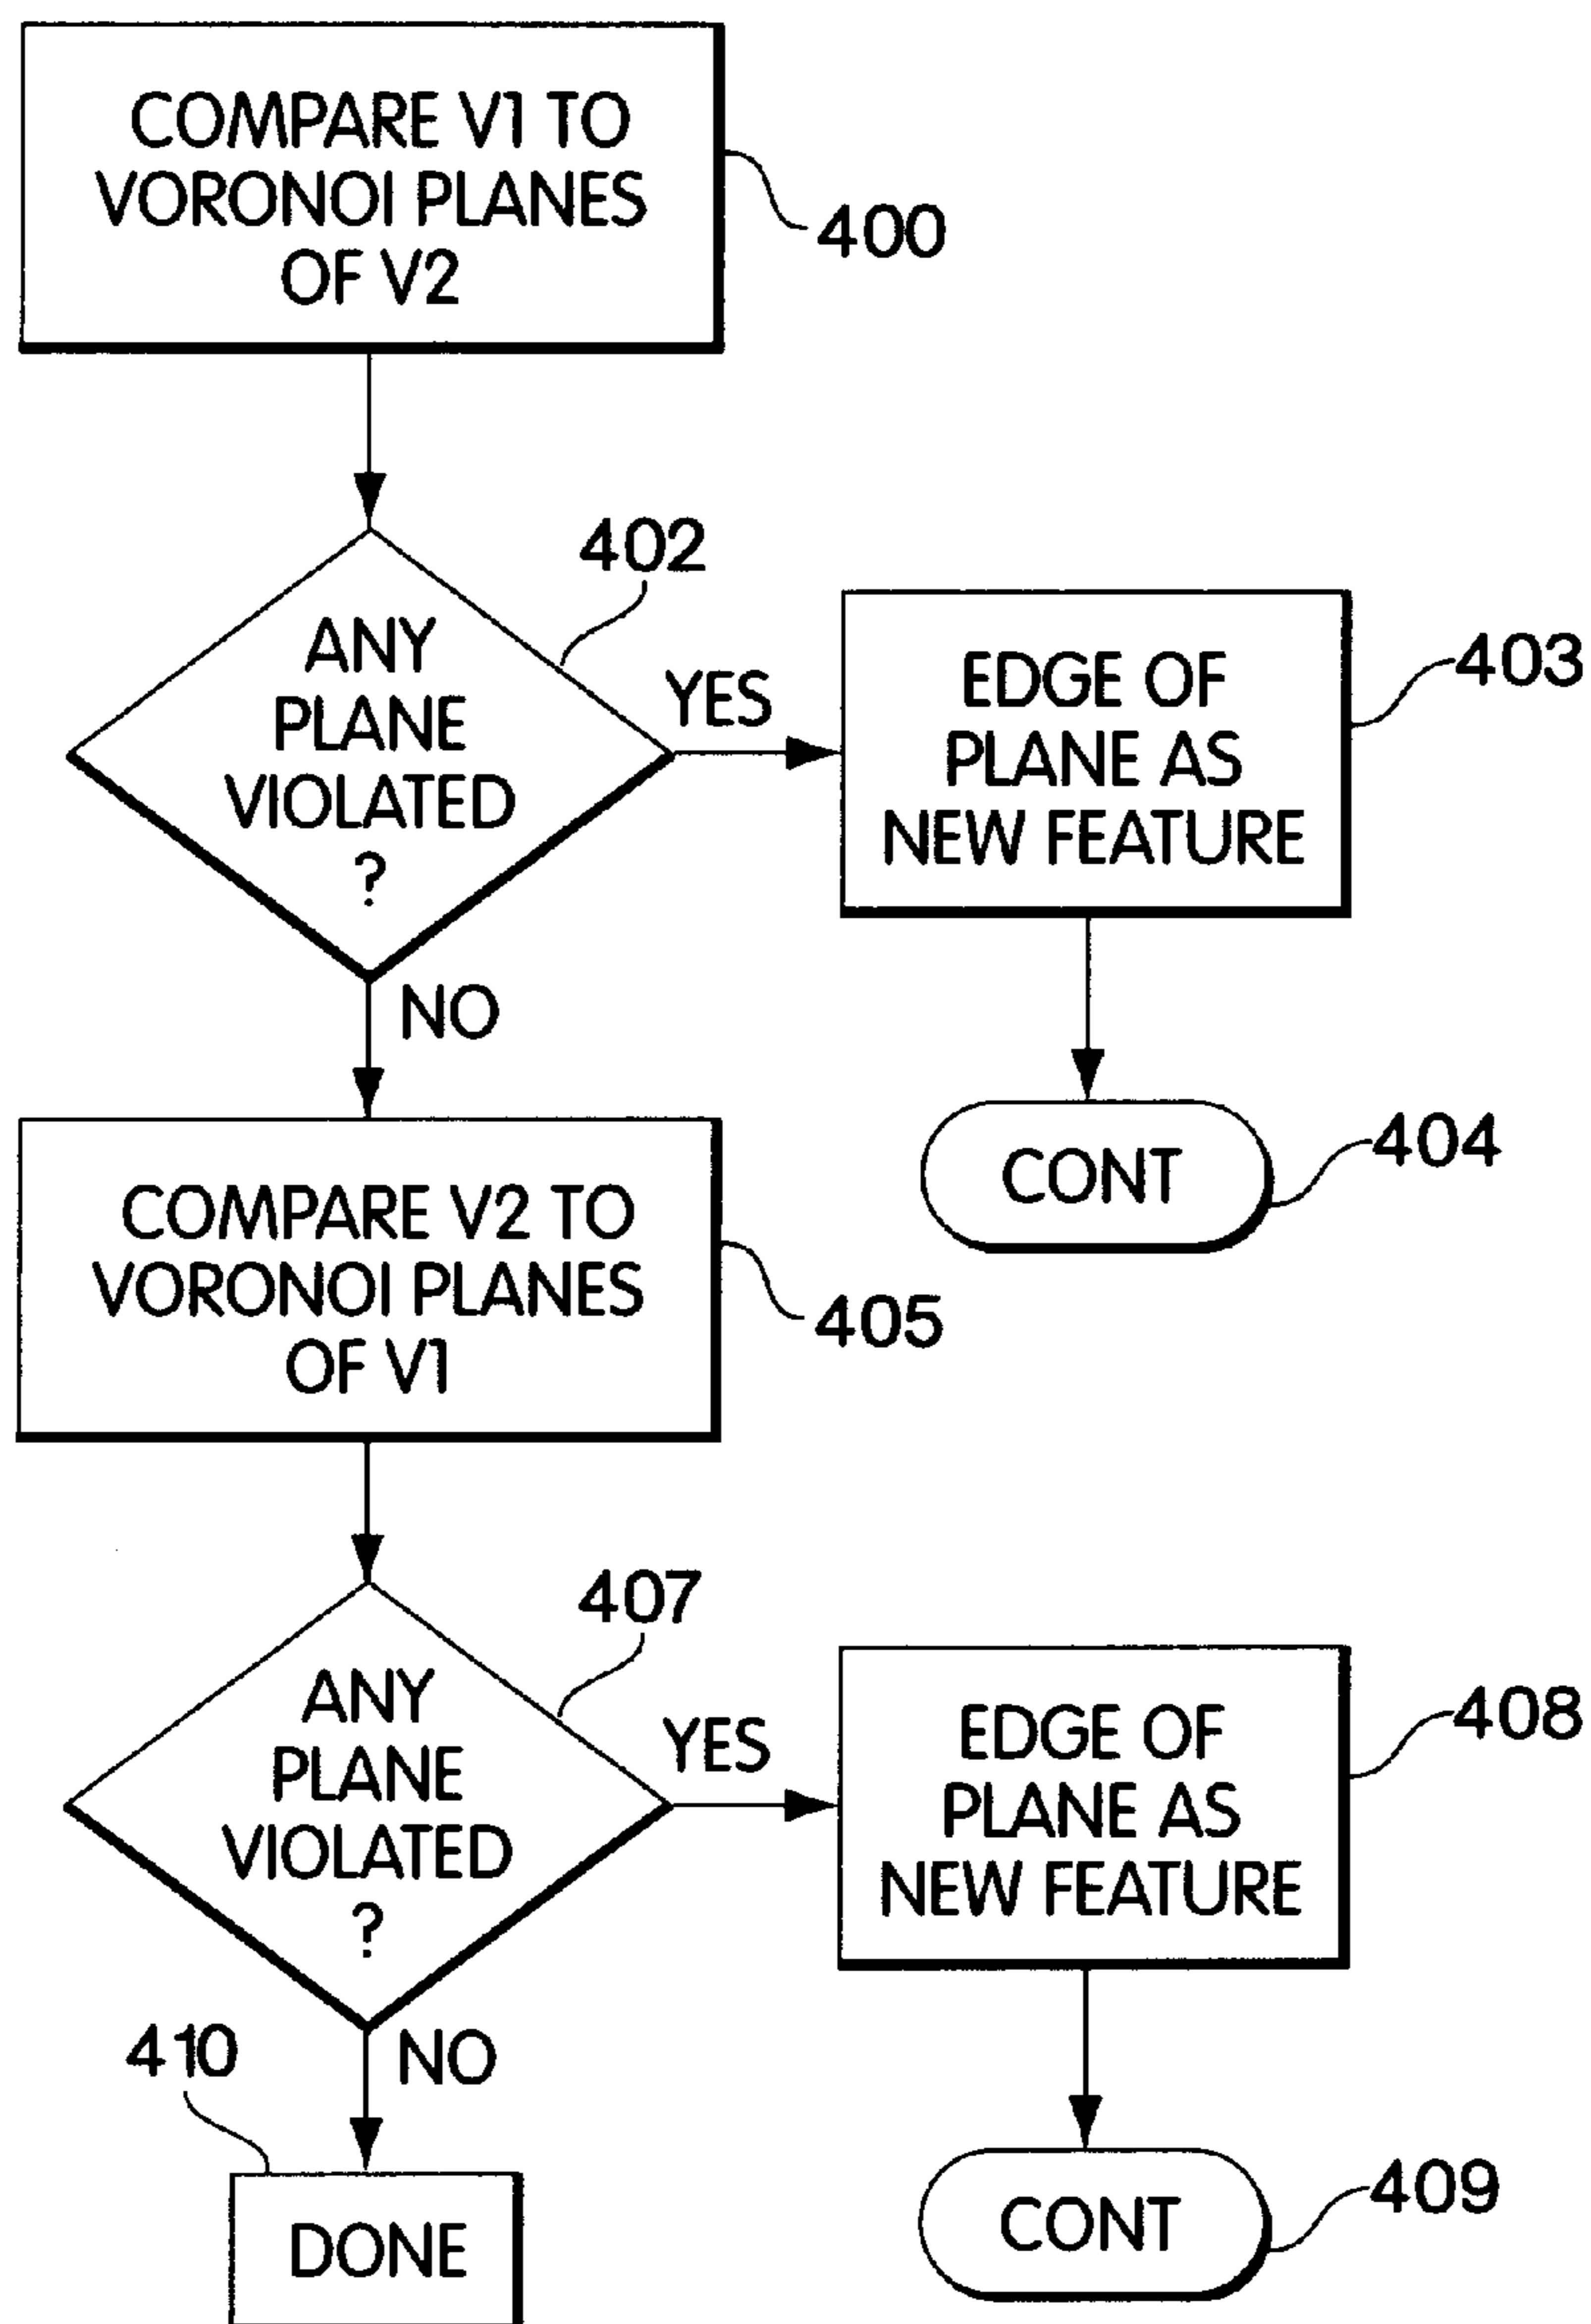 COMPARE V1 TO
VORONOI PLANES
OF V2
400
402
ANY
PLANE
VIOLATED
?
YES
EDGE OF
PLANE AS
NEW FEATURE
403
NO
CONT
404
COMPARE V2 TO
VORONOI PLANES
OF V1
405
407
ANY
PLANE
VIOLATED
?
YES
EDGE OF
PLANE AS
NEW FEATURE
408
NO
410
DONE
CONT
409